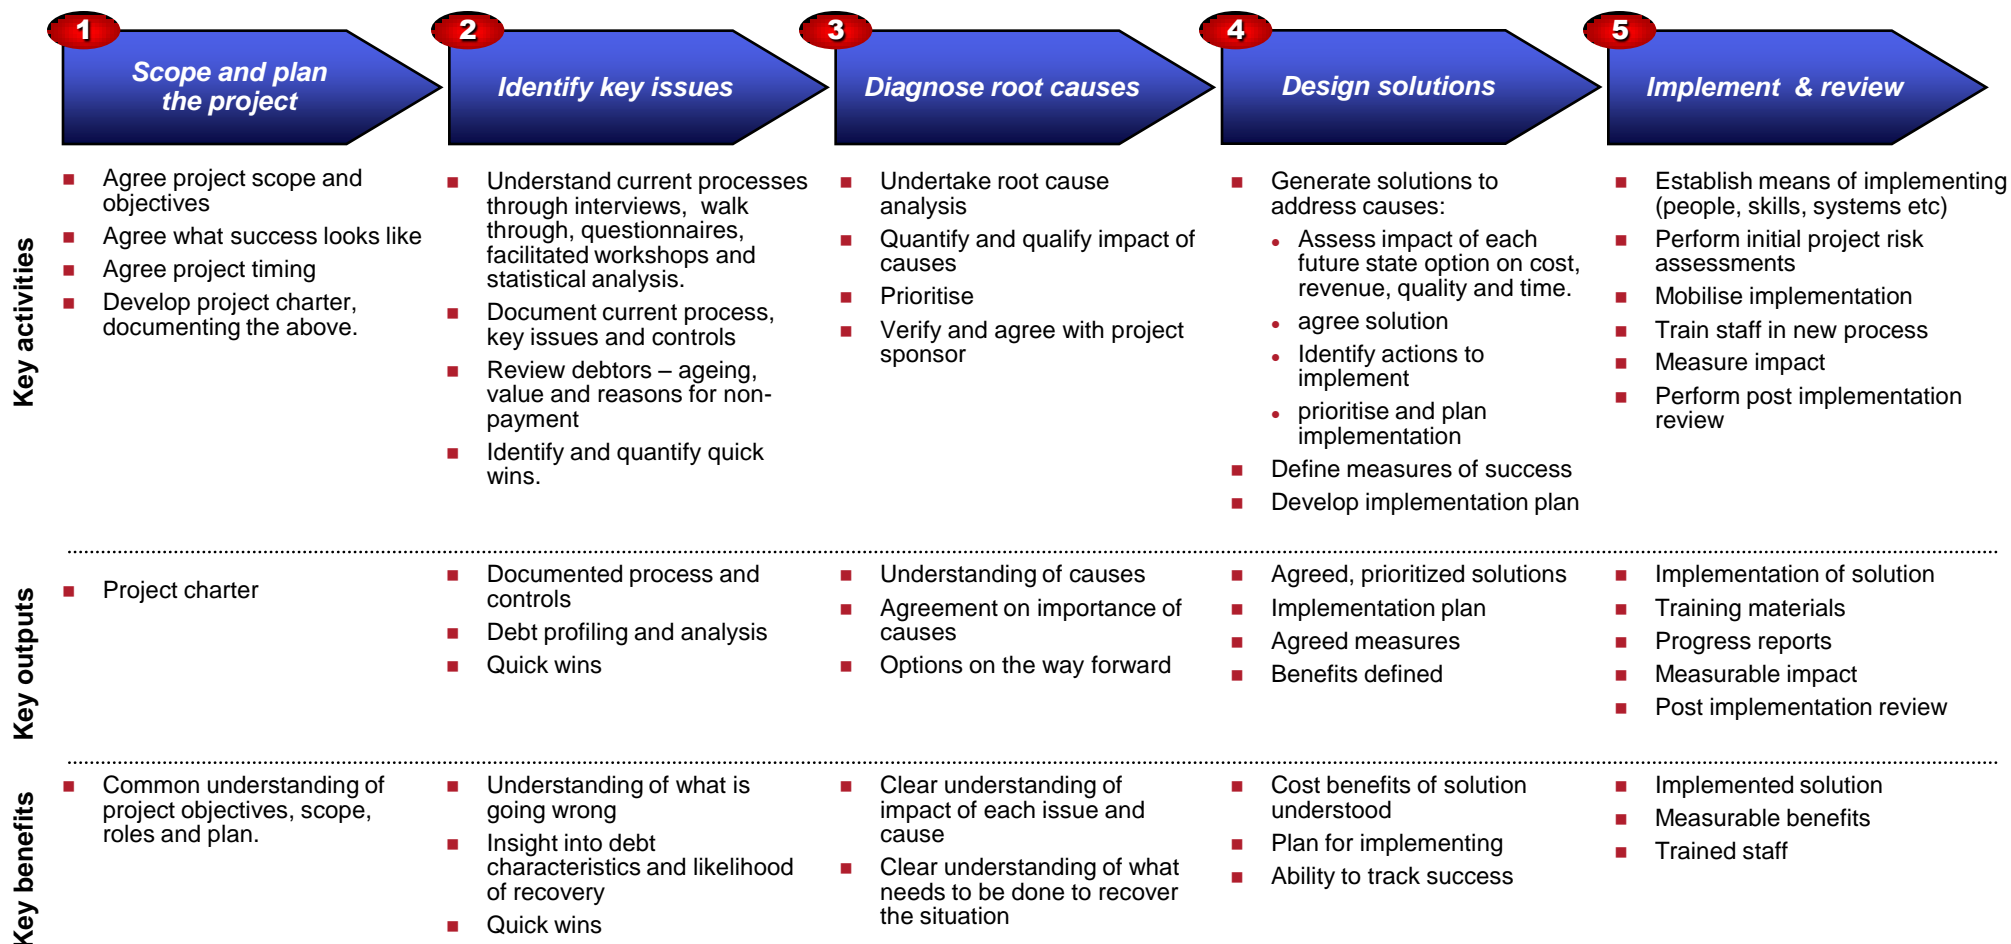 1
Scope and plan
the project
2
Identify key issues
3
Diagnose root causes
4
Design solutions
5
Implement & review
Key activities
Agree project scope and
objectives
Agree what success looks like
Agree project timing
Develop project charter,
documenting the above.
Understand current processes
through interviews, walk
through, questionnaires,
facilitated workshops and
statistical analysis.
Document current process,
key issues and controls
Review debtors – ageing,
value and reasons for non-
payment
Identify and quantify quick
wins.
Undertake root cause
analysis
Quantify and qualify impact of
causes
Prioritise
Verify and agree with project
sponsor
Generate solutions to
address causes:
Assess impact of each
future state option on cost,
revenue, quality and time.
agree solution
Identify actions to
implement
prioritise and plan
implementation
Define measures of success
Develop implementation plan
Establish means of implementing
(people, skills, systems etc)
Perform initial project risk
assessments
Mobilise implementation
Train staff in new process
Measure impact
Perform post implementation
review
Key outputs
Project charter
Documented process and
controls
Debt profiling and analysis
Quick wins
Understanding of causes
Agreement on importance of
causes
Options on the way forward
Agreed, prioritized solutions
Implementation plan
Agreed measures
Benefits defined
Implementation of solution
Training materials
Progress reports
Measurable impact
Post implementation review
Key benefits
Common understanding of
project objectives, scope,
roles and plan.
Understanding of what is
going wrong
Insight into debt
characteristics and likelihood
of recovery
Quick wins
Clear understanding of
impact of each issue and
cause
Clear understanding of what
needs to be done to recover
the situation
Cost benefits of solution
understood
Plan for implementing
Ability to track success
Implemented solution
Measurable benefits
Trained staff